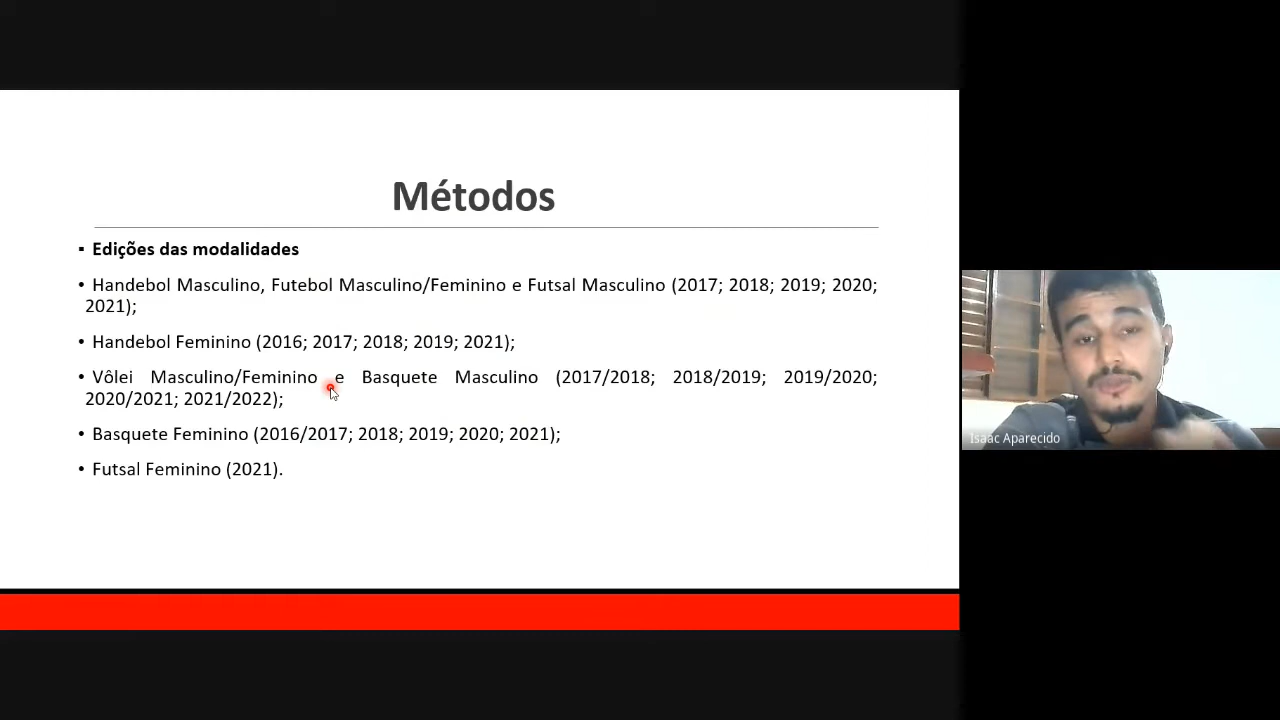 Métodos
▪ Edições das modalidades
• Handebol Masculino, Futebol Masculino/Feminino e Futsal Masculino (2017; 2018; 2019; 2020;
2021);
• Handebol Feminino (2016; 2017; 2018; 2019; 2021);
• Vôlei Masculino/Feminino e Basquete Masculino (2017/2018; 2018/2019; 2019/2020;
2020/2021; 2021/2022);
• Basquete Feminino (2016/2017; 2018; 2019; 2020; 2021);
• Futsal Feminino (2021).
Isaac Aparecido